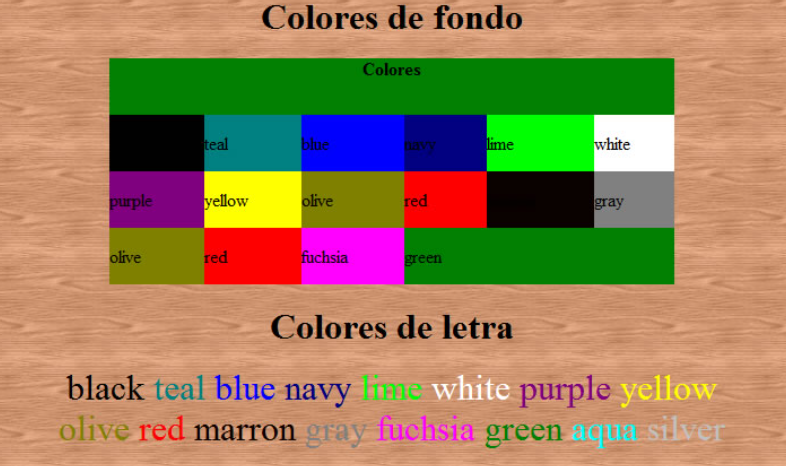 Colores de fondo
Colores
teal blue navy lime white
purple yellow olive red gray
olive red fuchsia green
Colores de letra
black teal blue navy lime white purple yellow
olive red marron gray fuchsia green aqua silver